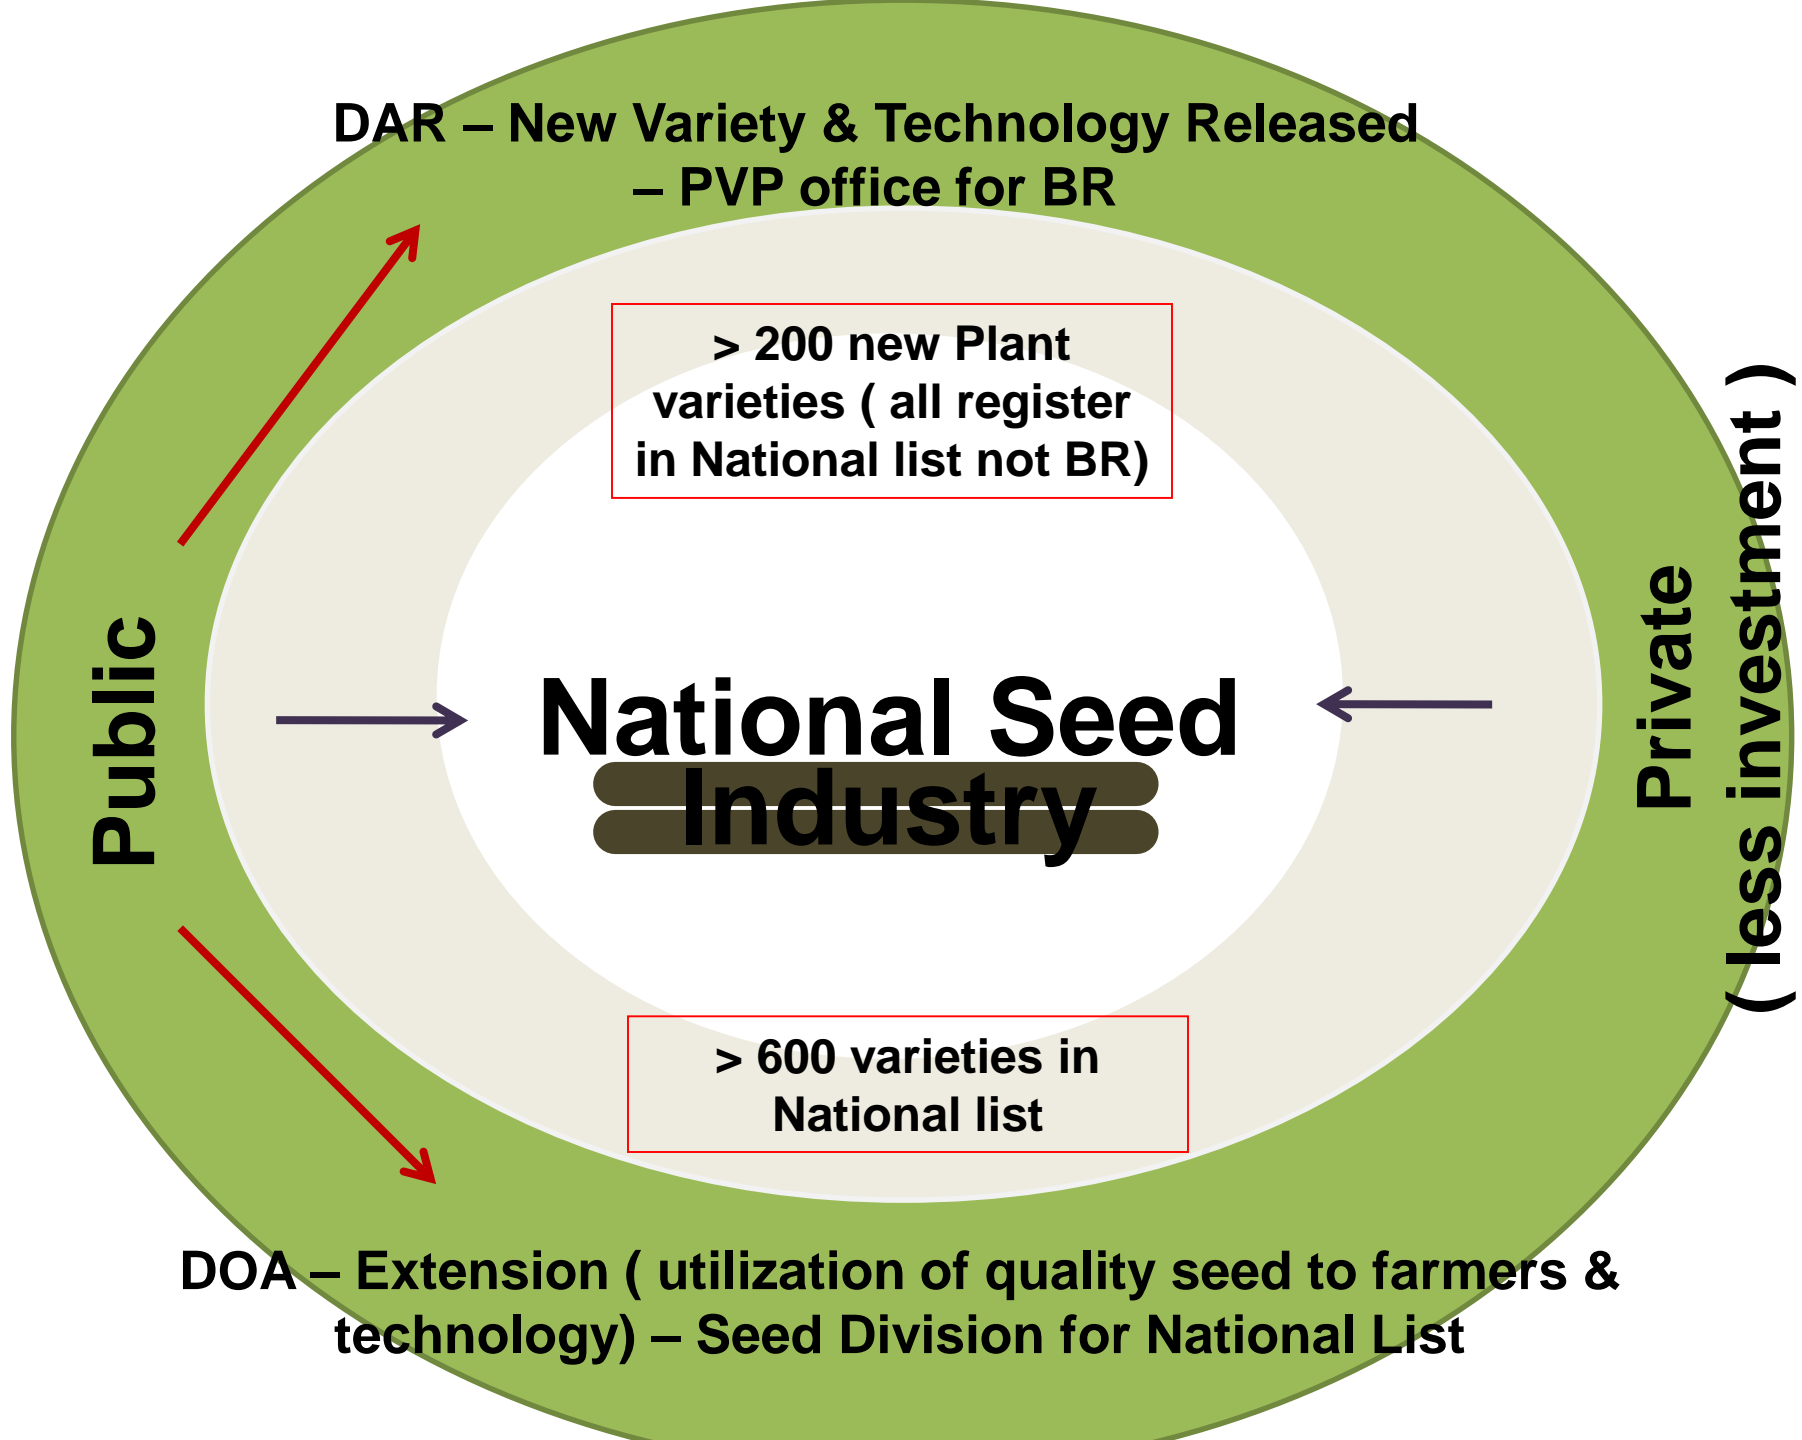 DAR – New Variety & Technology Released
– PVP office for BR
> 200 new Plant
varieties ( all register
in National list not BR)
Public
National Seed
Industry
Private
( less investment )
> 600 varieties in
National list
DOA – Extension ( utilization of quality seed to farmers &
technology) – Seed Division for National List